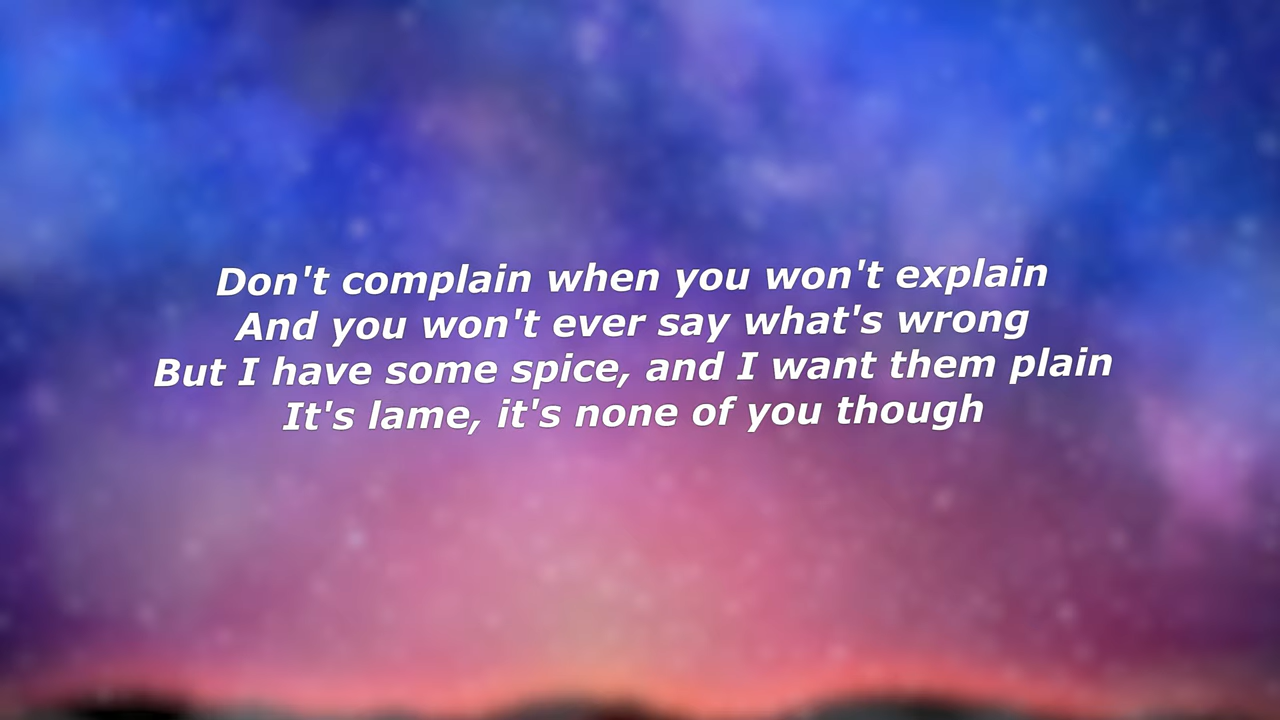 Don't complain when you won't explain
And you won't ever say what's wrong
But I have some spice, and I want them plain
It's lame, it's none of you though